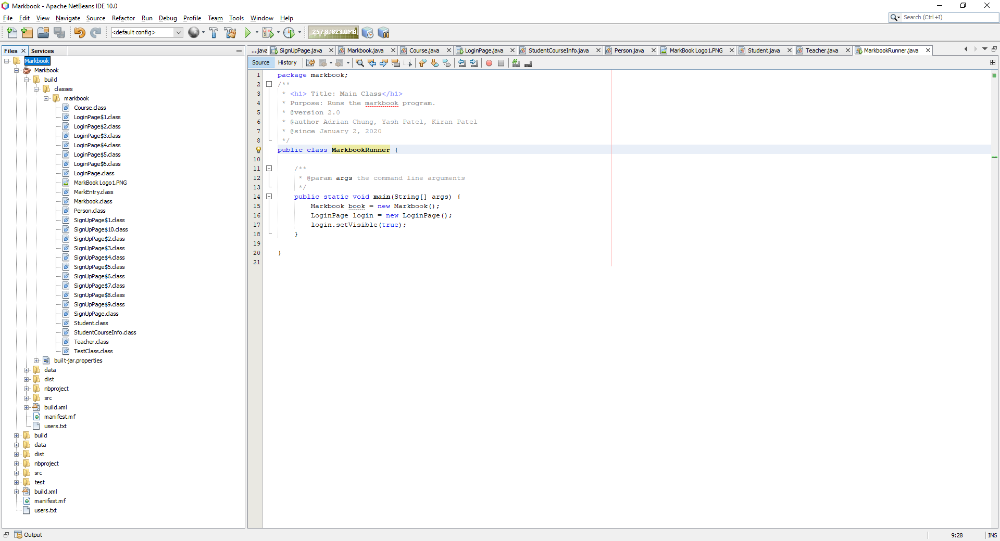 Markbook - Apache NetBeans IDE 10.0
File Edit View Navigate Source Refactor Run Debug Profile Team Tools Window Help
Search (Ctrl+I)
<default config>
257.8/823.0MB
Files
Services
Markbook
Markbook
build
classes
markbook
Course.class
LoginPage$1.class
LoginPage$2.class
LoginPage$3.class
LoginPage$4.class
LoginPage$5.class
LoginPage$6.class
LoginPage.class
MarkBook Logo1.PNG
MarkEntry.class
Markbook.class
Person.class
SignUpPage$1.class
SignUpPage$10.class
SignUpPage$2.class
SignUpPage$3.class
SignUpPage$4.class
SignUpPage$5.class
SignUpPage$6.class
SignUpPage$7.class
SignUpPage$8.class
SignUpPage$9.class
SignUpPage.class
Student.class
StudentCourseInfo.class
Teacher.class
TestClass.class
built-jar.properties
data
dist
nbproject
src
build.xml
manifest.mf
users.txt
build
data
dist
nbproject
src
test
build.xml
manifest.mf
users.txt
...java SignUpPage.java Markbook.java Course.java LoginPage.java StudentCourseInfo.java Person.java MarkBook Logo1.PNG Student.java Teacher.java MarkbookRunner.java
Source History
1 package markbook;
2 /**
3 * <h1> Title: Main Class</h1>
4 * Purpose: Runs the markbook program.
5 * @version 2.0
6 * @author Adrian Chung, Yash Patel, Kiran Patel
7 * @since January 2, 2020
8 */
public class MarkbookRunner {
10
11 /**
12 * @param args the command line arguments
13 */
14 public static void main(String[] args) {
15 Markbook book = new Markbook();
16 LoginPage login = new LoginPage();
17 login.setVisible(true);
18 }
19
20 }
21
Output
9:28
INS